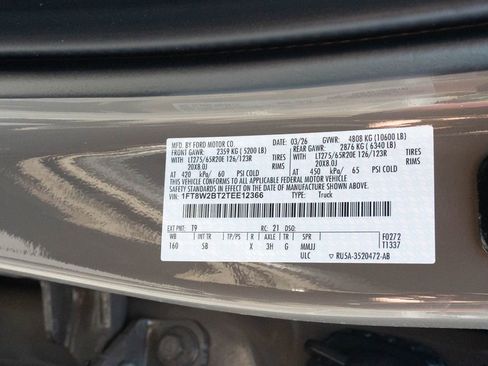 MFD. BY FORD MOTOR CO. 03/26 GVWR: 4808 KG (10600 LB)
FRONT GAWR: 2359 KG ( 5200 LB) REAR GAWR: 2876 KG ( 6340 LB)
WITH LT275/65R20E 126/123R TIRES WITH LT275/65R20E 126/123R TIRES
20X8.0J RIMS 20X8.0J RIMS
AT 420 kPa/ 60 PSI COLD AT 450 kPa/ 65 PSI COLD
THIS VEHICLE CONFORMS TO ALL APPLICABLE FEDERAL MOTOR VEHICLE
SAFETY STANDARDS IN EFFECT ON THE DATE OF MANUFACTURE SHOWN ABOVE.
VIN: 1FT8W2BT2TEE12366 TYPE: Truck
EXT PNT: T9 RC: 21 DSO:
WB INT TR TP/PS R AXLE TR SPR F0272
160 SB X 3H G MMJJ T1337
ULC RU5A-3520472-AB